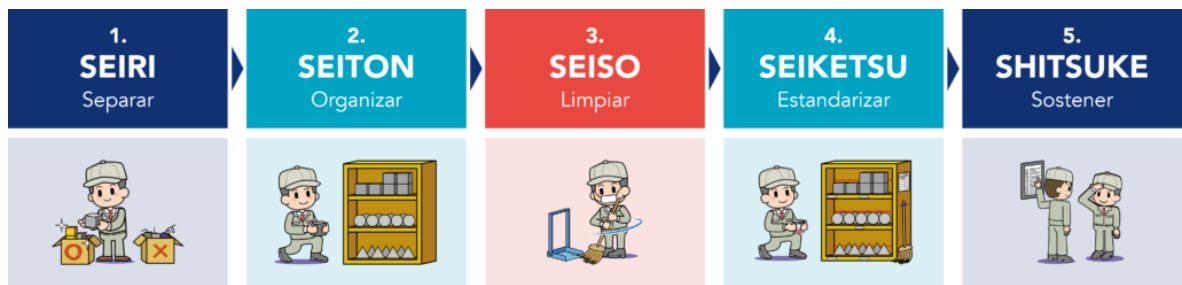 1.
SEIRI
Separar
2.
SEITON
Organizar
3.
SEISO
Limpiar
4.
SEIKETSU
Estandarizar
5.
SHITSUKE
Sostener